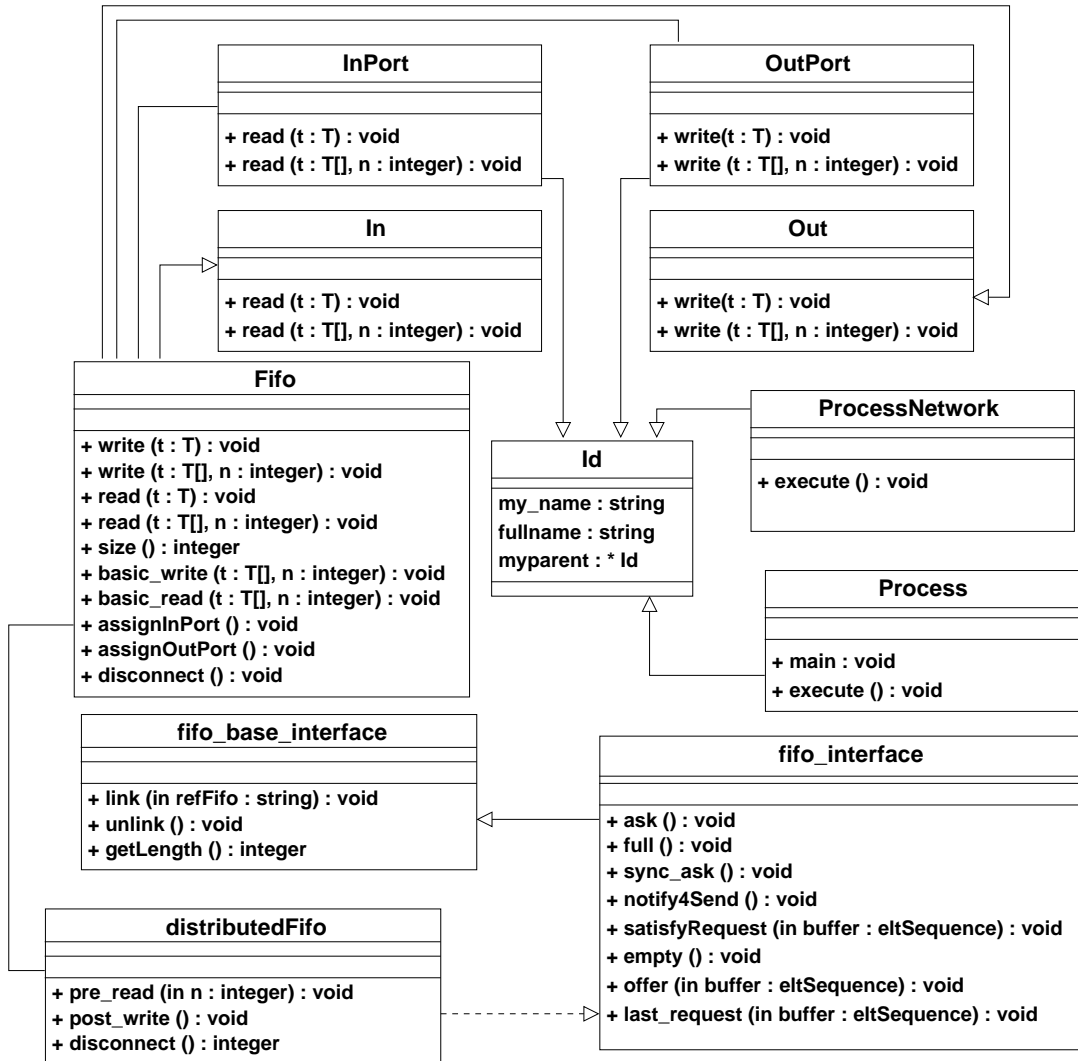 InPort
+ read (t : T) : void
+ read (t : T[], n : integer) : void
OutPort
+ write(t : T) : void
+ write (t : T[], n : integer) : void
In
+ read (t : T) : void
+ read (t : T[], n : integer) : void
Out
+ write(t : T) : void
+ write (t : T[], n : integer) : void
Fifo
+ write (t : T) : void
+ write (t : T[], n : integer) : void
+ read (t : T) : void
+ read (t : T[], n : integer) : void
+ size () : integer
+ basic_write (t : T[], n : integer) : void
+ basic_read (t : T[], n : integer) : void
+ assignInPort () : void
+ assignOutPort () : void
+ disconnect () : void
Id
my_name : string
fullname : string
myparent : * Id
ProcessNetwork
+ execute () : void
Process
+ main : void
+ execute () : void
fifo_base_interface
+ link (in refFifo : string) : void
+ unlink () : void
+ getLength () : integer
fifo_interface
+ ask () : void
+ full () : void
+ sync_ask () : void
+ notify4Send () : void
+ satisfyRequest (in buffer : eltSequence) : void
+ empty () : void
+ offer (in buffer : eltSequence) : void
+ last_request (in buffer : eltSequence) : void
distributedFifo
+ pre_read (in n : integer) : void
+ post_write () : void
+ disconnect () : integer